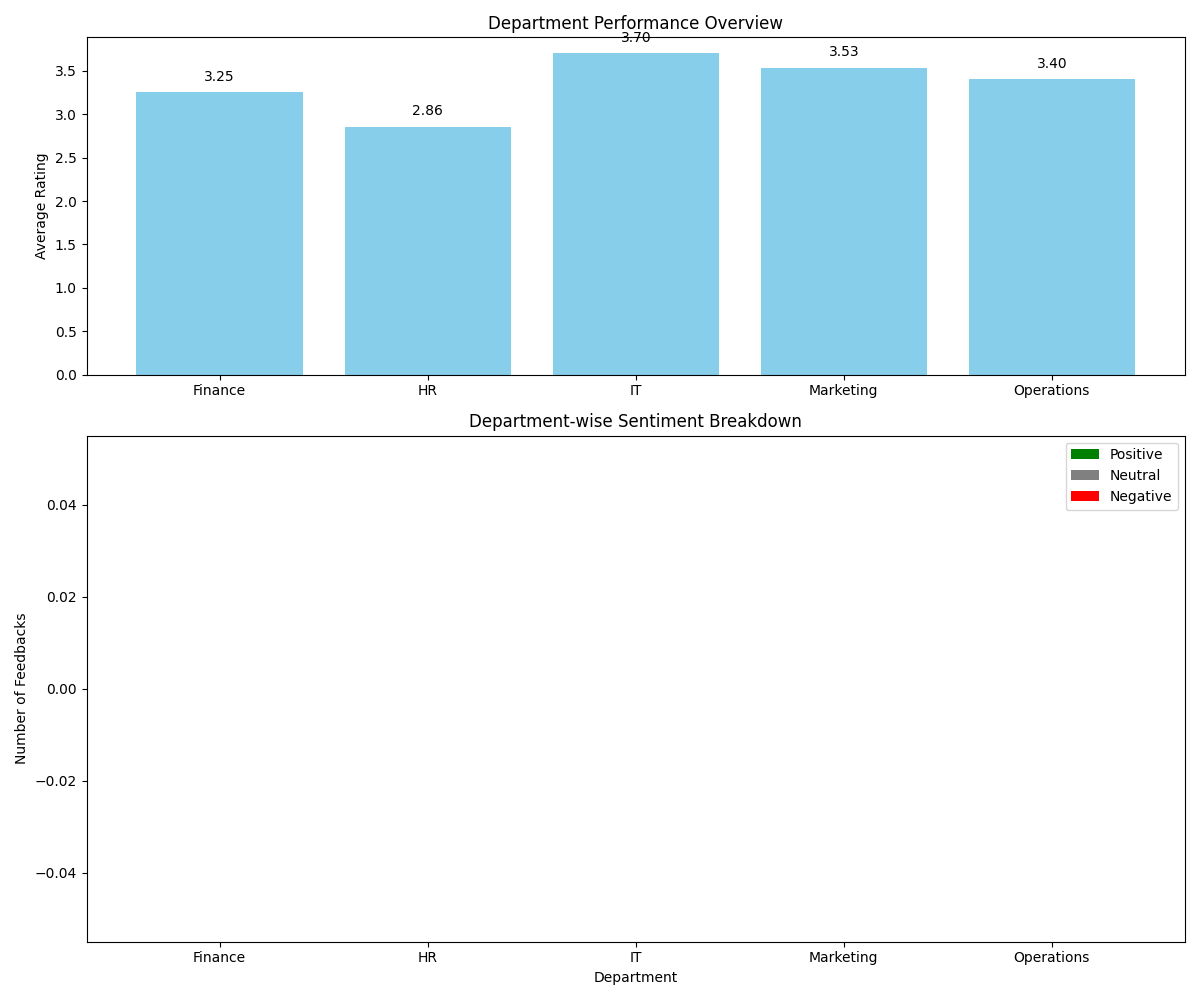 Department Performance Overview
3.25
2.86
3.70
3.53
3.40
3.5
3.0
2.5
2.0
1.5
1.0
0.5
0.0
Average Rating
Finance HR IT Marketing Operations
Department-wise Sentiment Breakdown
Positive
Neutral
Negative
0.04
0.02
0.00
−0.02
−0.04
Number of Feedbacks
Finance HR IT Marketing Operations
Department